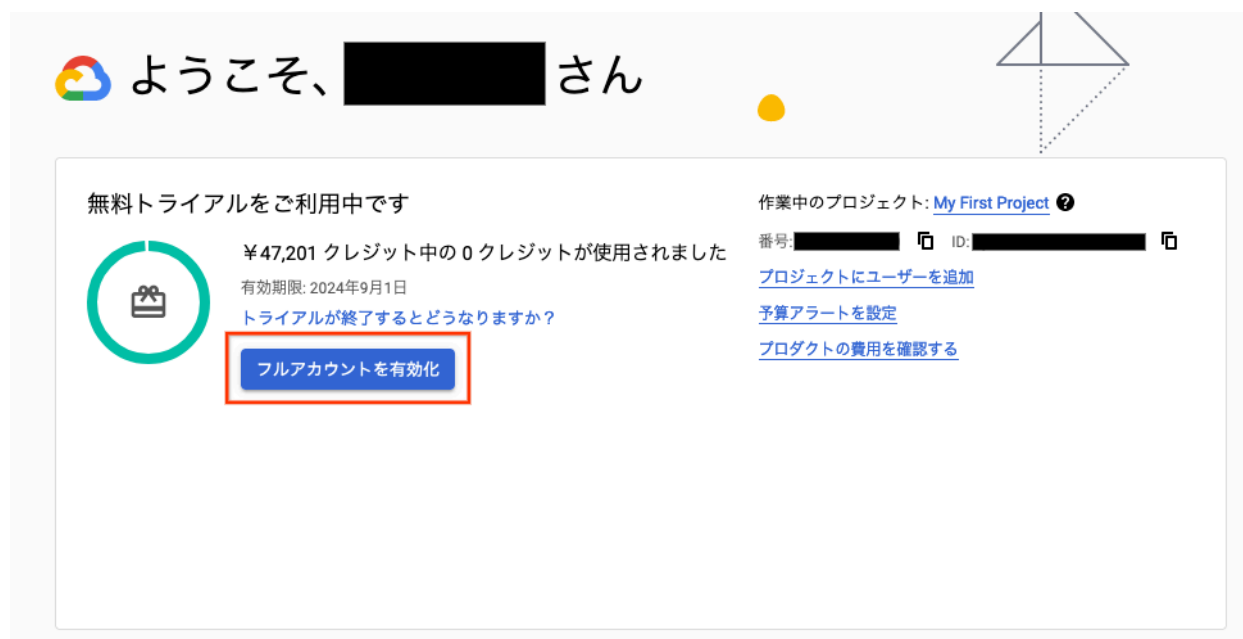 ようこそ、 さん
無料トライアルをご利用中です
¥47,201 クレジット中の 0 クレジットが使用されました
有効期限: 2024年9月1日
トライアルが終了するとどうなりますか？
フルアカウントを有効化
作業中のプロジェクト: My First Project ?
番号: ID:
プロジェクトにユーザーを追加
予算アラートを設定
プロダクトの費用を確認する